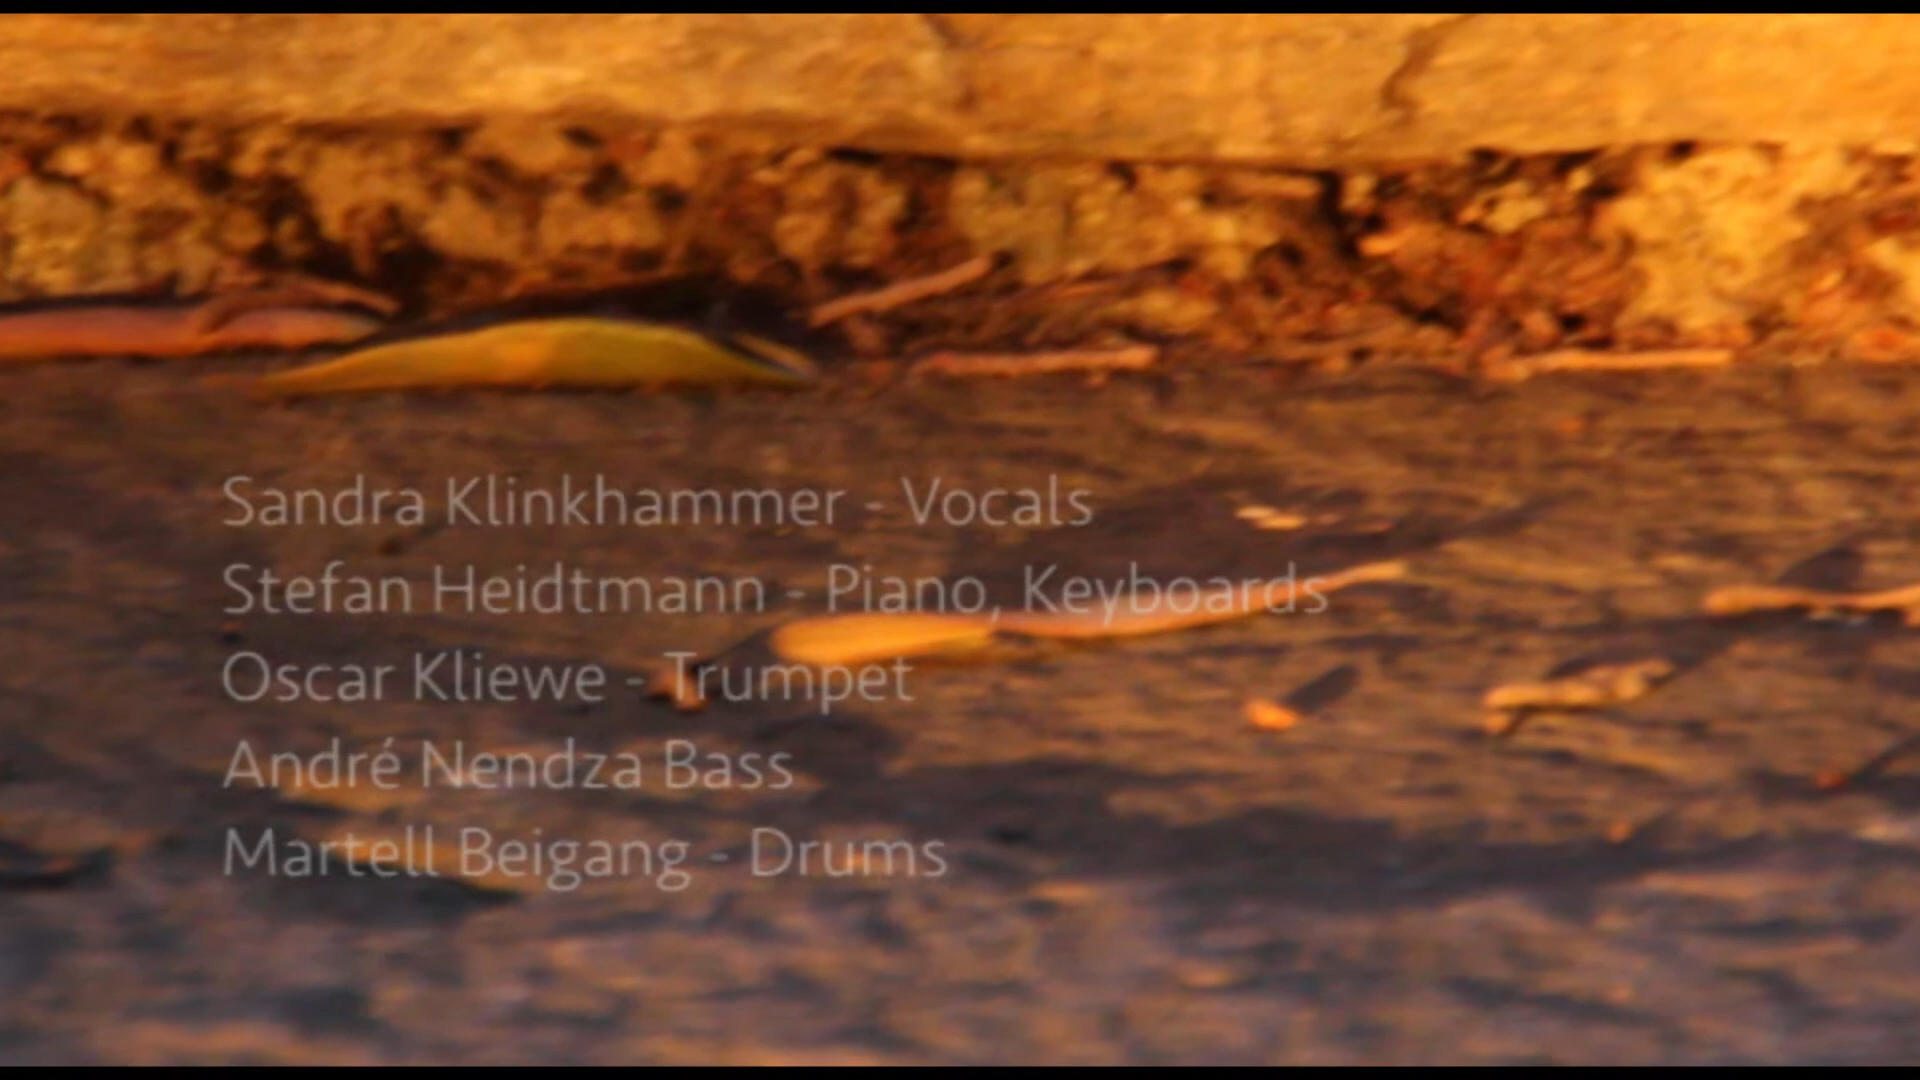 Sandra Klinkhammer - Vocals
Stefan Heidtmann - Piano, Keyboards
Oscar Kliewe - Trumpet
André Nendza Bass
Martell Beigang - Drums